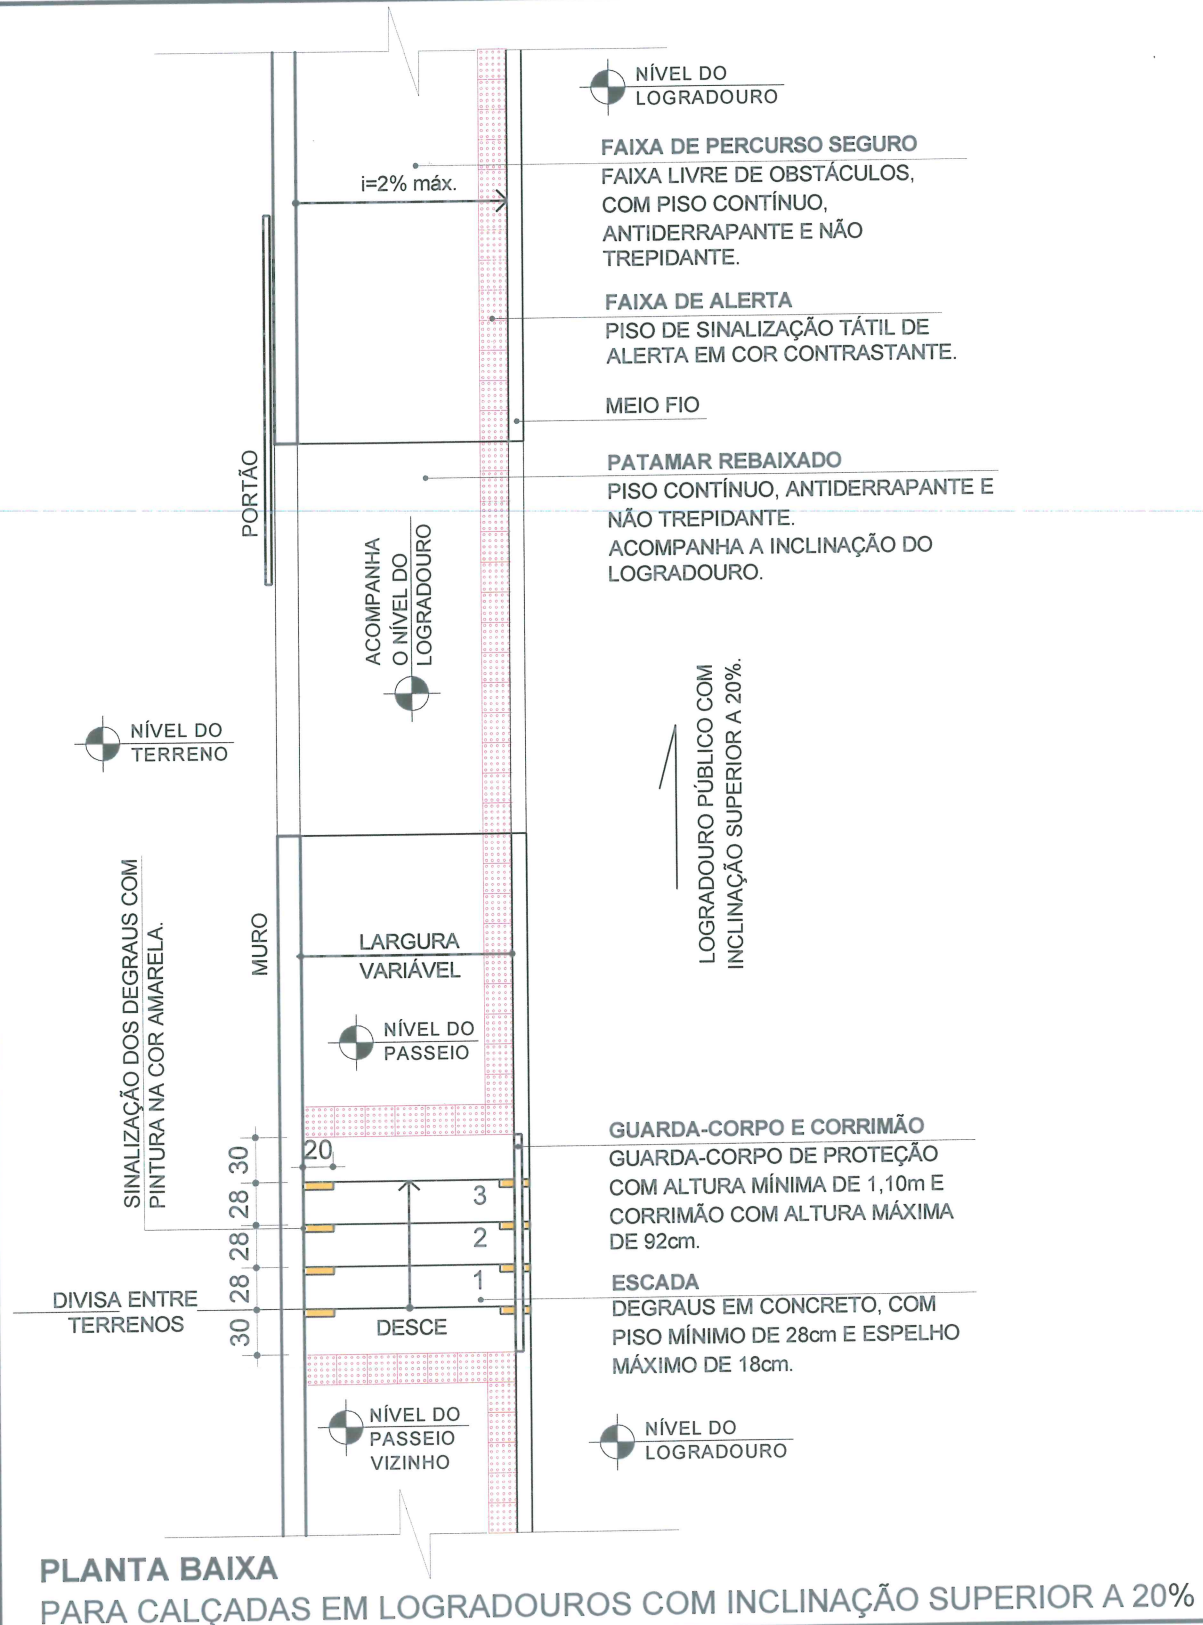 NÍVEL DO
LOGRADOURO
FAIXA DE PERCURSO SEGURO
FAIXA LIVRE DE OBSTÁCULOS,
COM PISO CONTÍNUO,
ANTIDERRAPANTE E NÃO
TREPIDANTE.
i=2% máx.
FAIXA DE ALERTA
PISO DE SINALIZAÇÃO TÁTIL DE
ALERTA EM COR CONTRASTANTE.
MEIO FIO
PORTÃO
PATAMAR REBAIXADO
PISO CONTÍNUO, ANTIDERRAPANTE E
NÃO TREPIDANTE.
ACOMPANHA A INCLINAÇÃO DO
LOGRADOURO.
ACOMPANHA
O NÍVEL DO
LOGRADOURO
NÍVEL DO
TERRENO
LOGRADOURO PÚBLICO COM
INCLINAÇÃO SUPERIOR A 20%.
SINALIZAÇÃO DOS DEGRAUS COM
PINTURA NA COR AMARELA.
MURO
LARGURA
VARIÁVEL
NÍVEL DO
PASSEIO
GUARDA-CORPO E CORRIMÃO
GUARDA-CORPO DE PROTEÇÃO
COM ALTURA MÍNIMA DE 1,10m E
CORRIMÃO COM ALTURA MÁXIMA
DE 92cm.
20
30
28
28
28
30
3
2
1
DESCE
DIVISA ENTRE
TERRENOS
ESCADA
DEGRAUS EM CONCRETO, COM
PISO MÍNIMO DE 28cm E ESPELHO
MÁXIMO DE 18cm.
NÍVEL DO
PASSEIO
VIZINHO
NÍVEL DO
LOGRADOURO
PLANTA BAIXA
PARA CALÇADAS EM LOGRADOUROS COM INCLINAÇÃO SUPERIOR A 20%